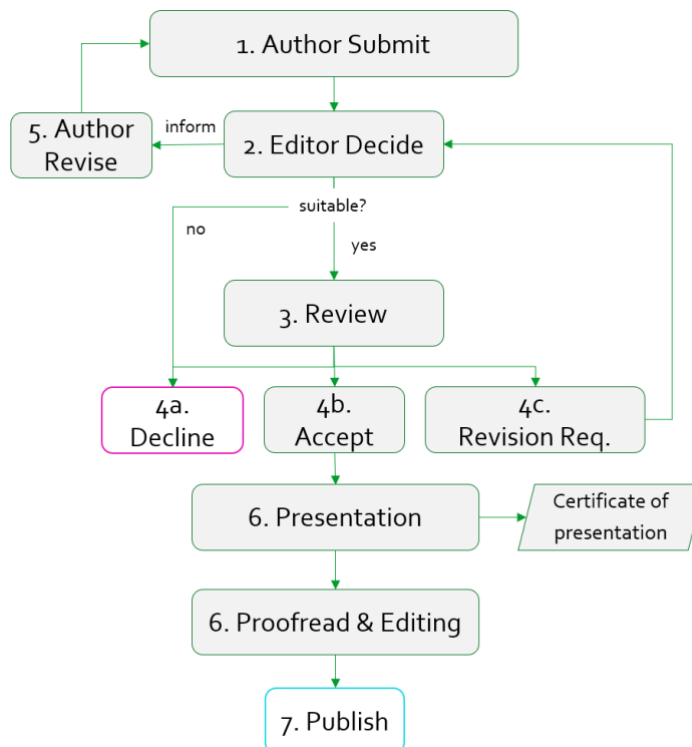 1. Author Submit
5. Author
Revise
inform
2. Editor Decide
suitable?
no
yes
3. Review
4a.
Decline
4b.
Accept
4c.
Revision Req.
6. Presentation
Certificate of
presentation
6. Proofread & Editing
7. Publish